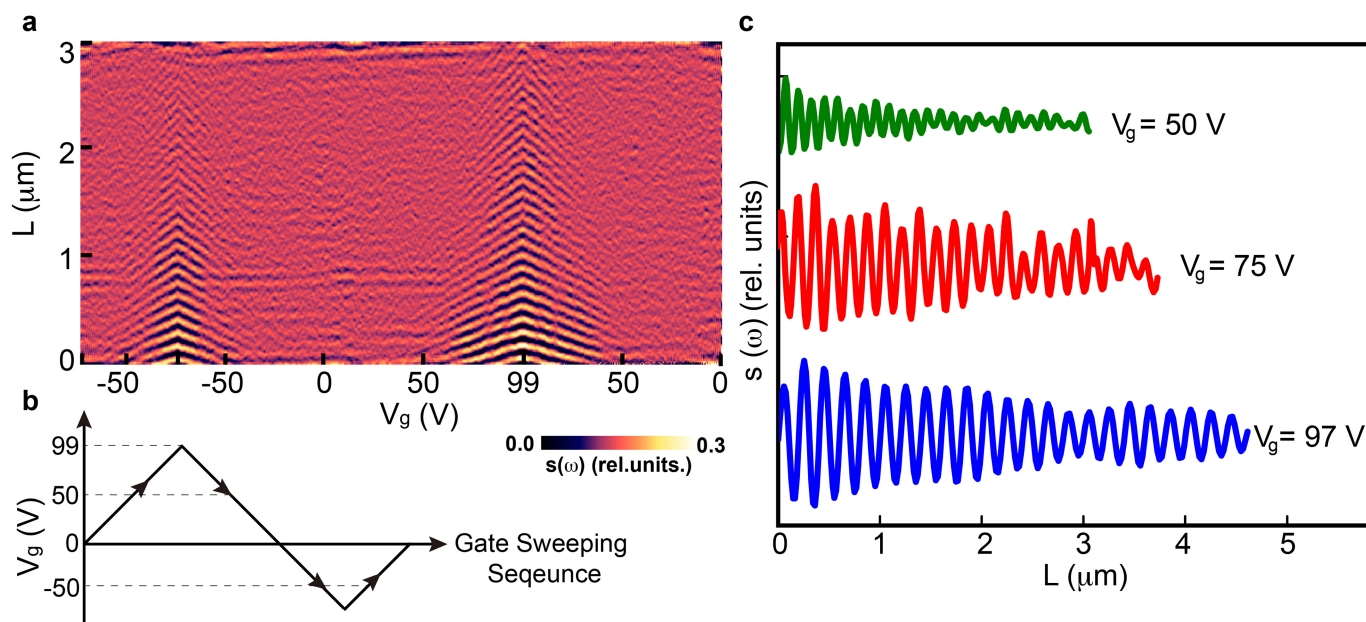 a
3
2
1
0
L (μm)
-50 -50 0 50 99 50 0
Vg (V)
0.0 0.3
s(ω) (rel.units.)
b
99
50
0
-50
Vg (V)
Gate Sweeping
Seqeunce
c
s (ω) (rel. units)
Vg = 50 V
Vg = 75 V
Vg = 97 V
0 1 2 3 4 5
L (μm)